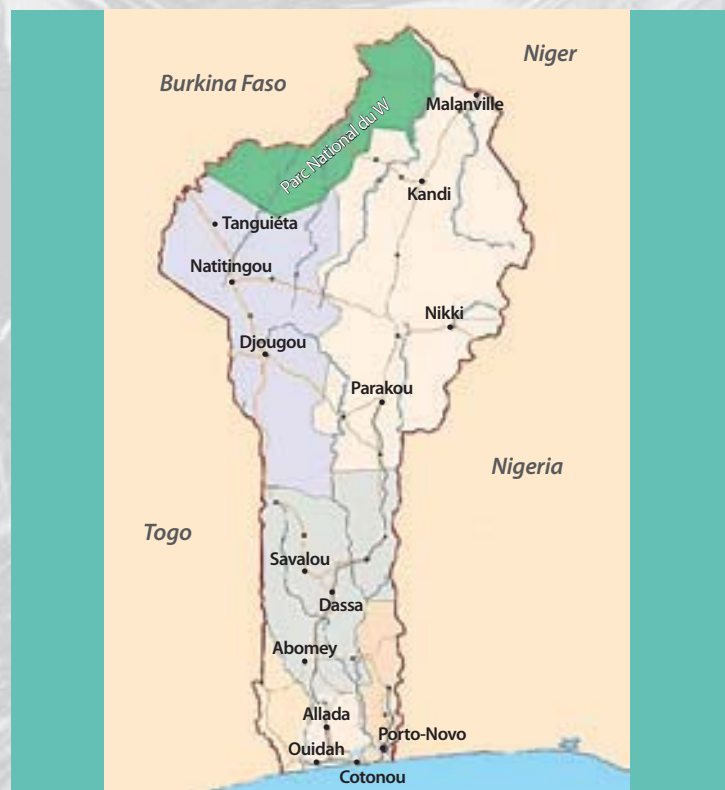 Niger
Burkina Faso
Malanville
Parc National du W
Kandi
Tanguiéta
Natitingou
Nikki
Djougou
Parakou
Nigeria
Togo
Savalou
Dassa
Abomey
Allada
Porto-Novo
Ouidah
Cotonou